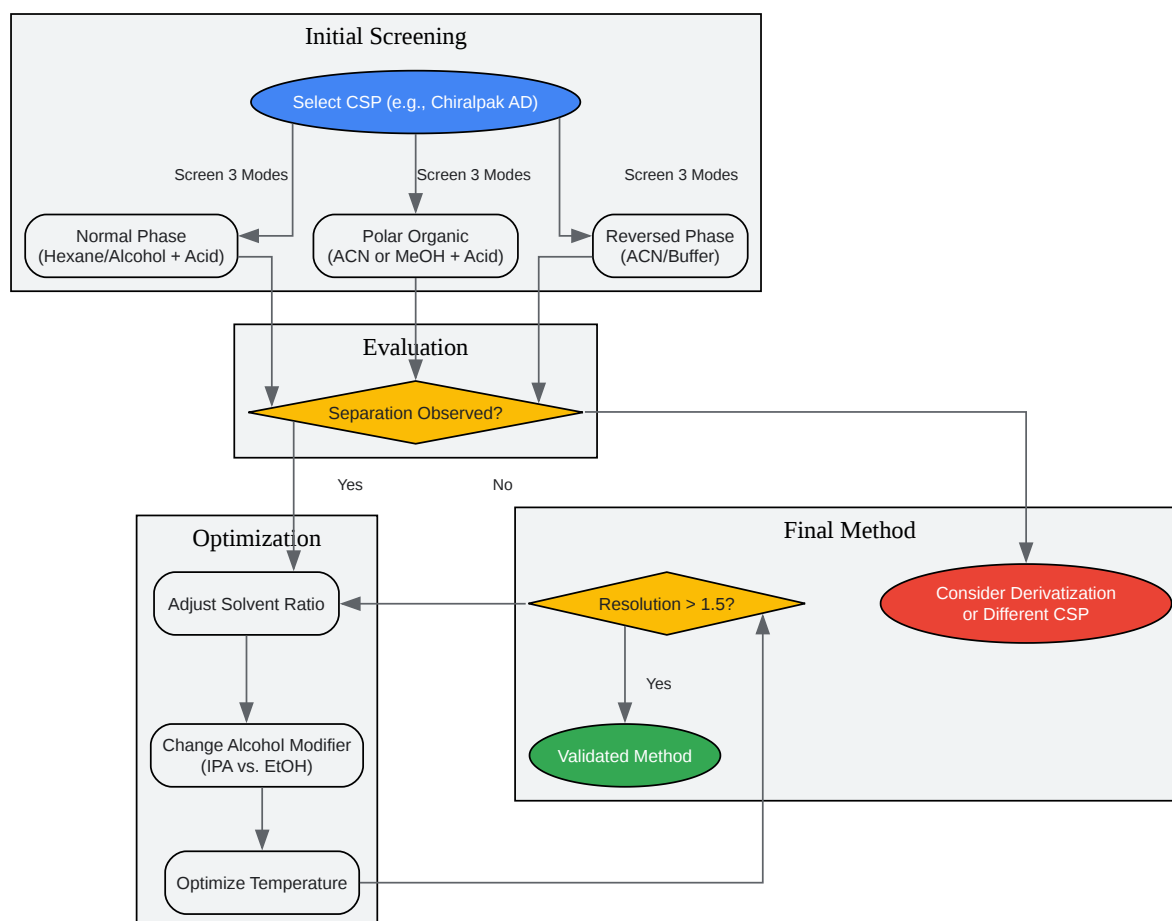 Initial Screening
Select CSP (e.g., Chiralpak AD)
Screen 3 Modes
Screen 3 Modes
Screen 3 Modes
Normal Phase
(Hexane/Alcohol + Acid)
Polar Organic
(ACN or MeOH + Acid)
Reversed Phase
(ACN/Buffer)
Evaluation
Separation Observed?
Yes
No
Optimization
Adjust Solvent Ratio
Change Alcohol Modifier
(IPA vs. EtOH)
Optimize Temperature
Final Method
Resolution > 1.5?
Consider Derivatization
or Different CSP
Yes
Validated Method